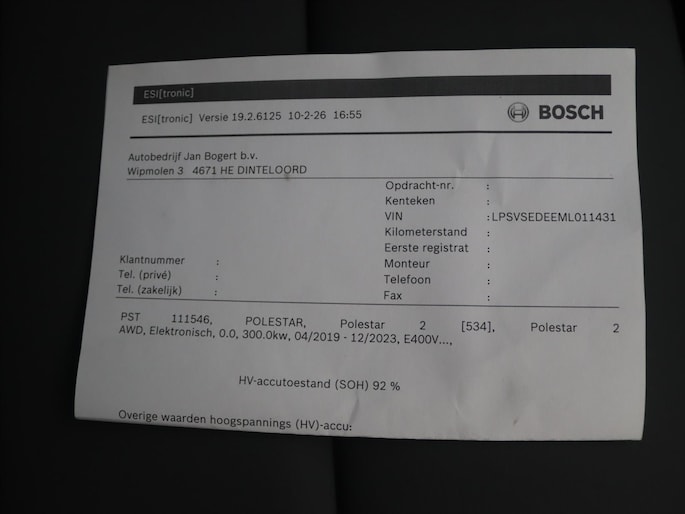 ESI[tronic]
ESI[tronic] Versie 19.2.6125 10-2-26 16:55
BOSCH
Autobedrijf Jan Bogert b.v.
Wipmolen 3 4671 HE DINTELOORD
Opdracht-nr. :
Kenteken :
VIN :LPSVSEDEEML011431
Kilometerstand :
Eerste registrat :
Klantnummer : Monteur :
Tel. (privé) : Telefoon :
Tel. (zakelijk) : Fax :
PST 111546, POLESTAR, Polestar 2 [534], Polestar 2
AWD, Elektronisch, 0.0, 300.0kw, 04/2019 - 12/2023, E400V...,
HV-accutoestand (SOH) 92 %
Overige waarden hoogspannings (HV)-accu: